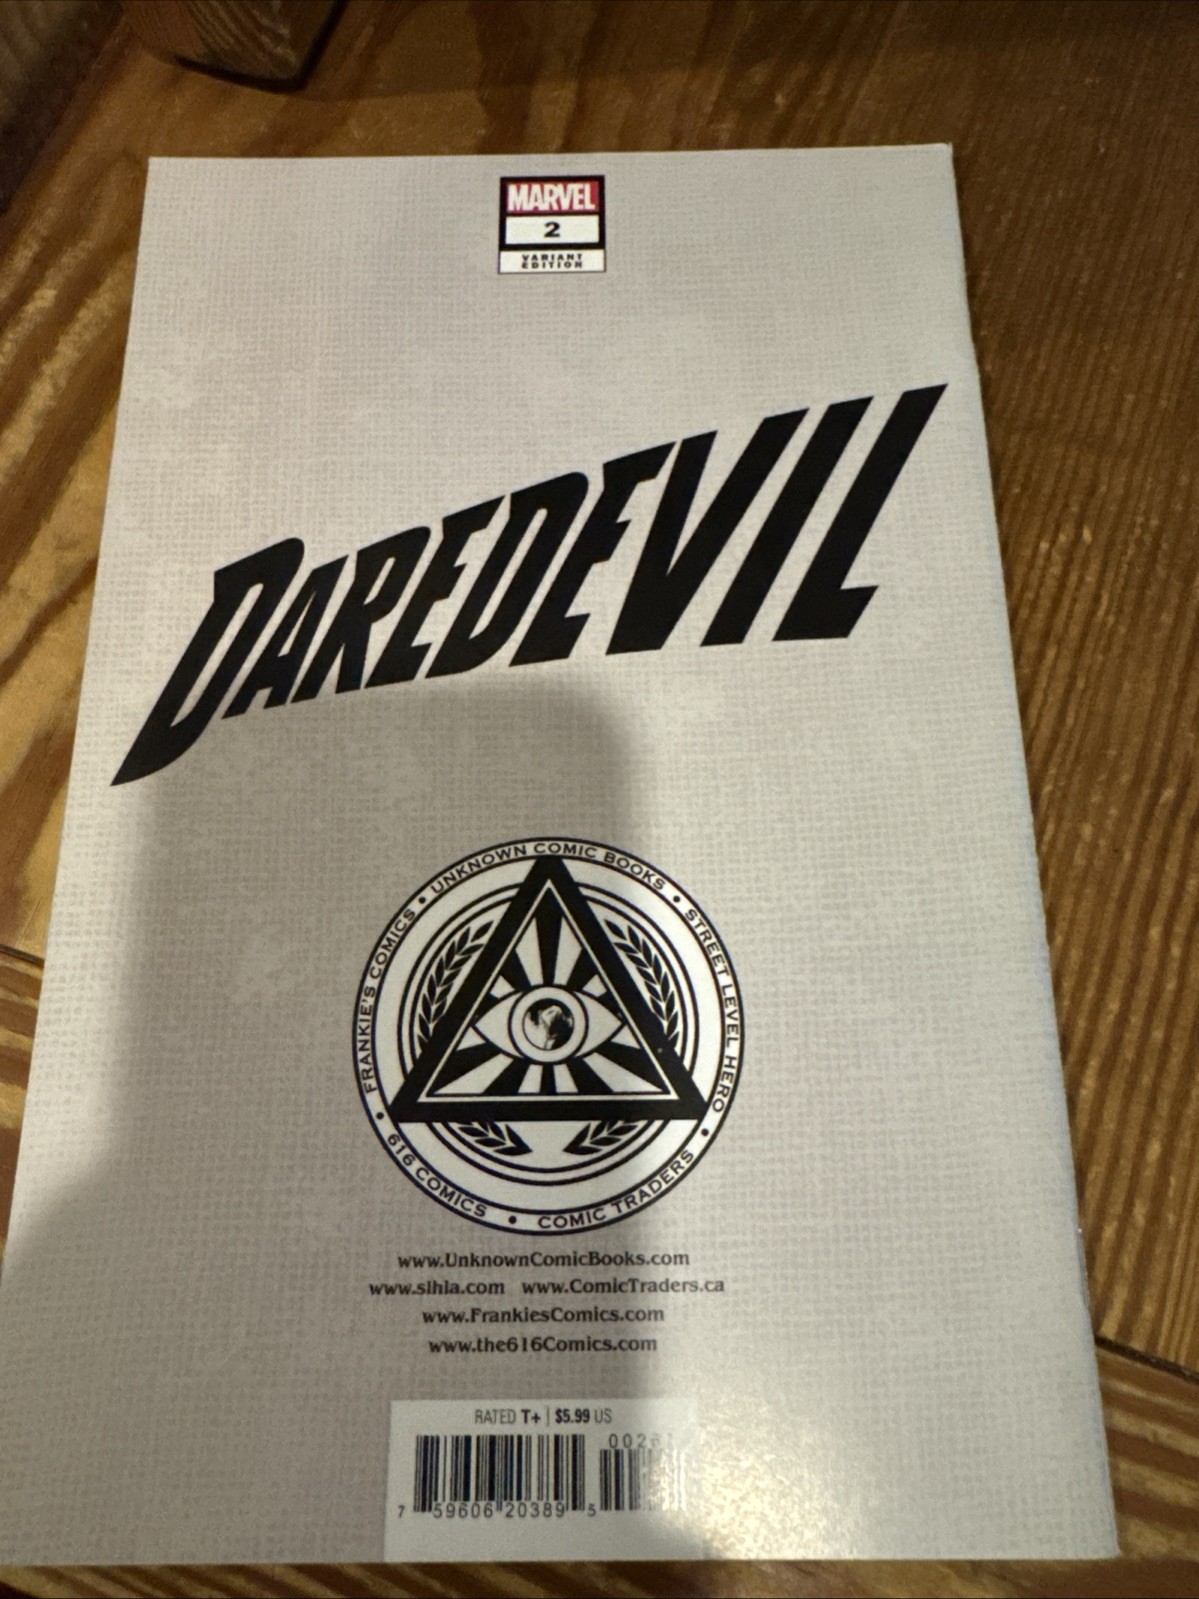 MARVEL
2
VARIANT
EDITION
DAREDEVIL
FRANKIE'S COMICS • UNKNOWN COMIC BOOKS • STREET LEVEL HERO • COMIC TRADERS • 616 COMICS •
www.UnknownComicBooks.com
www.slhla.com www.ComicTraders.ca
www.FrankiesComics.com
www.the616Comics.com
RATED T+ | $5.99 US
7 59606 20389 5